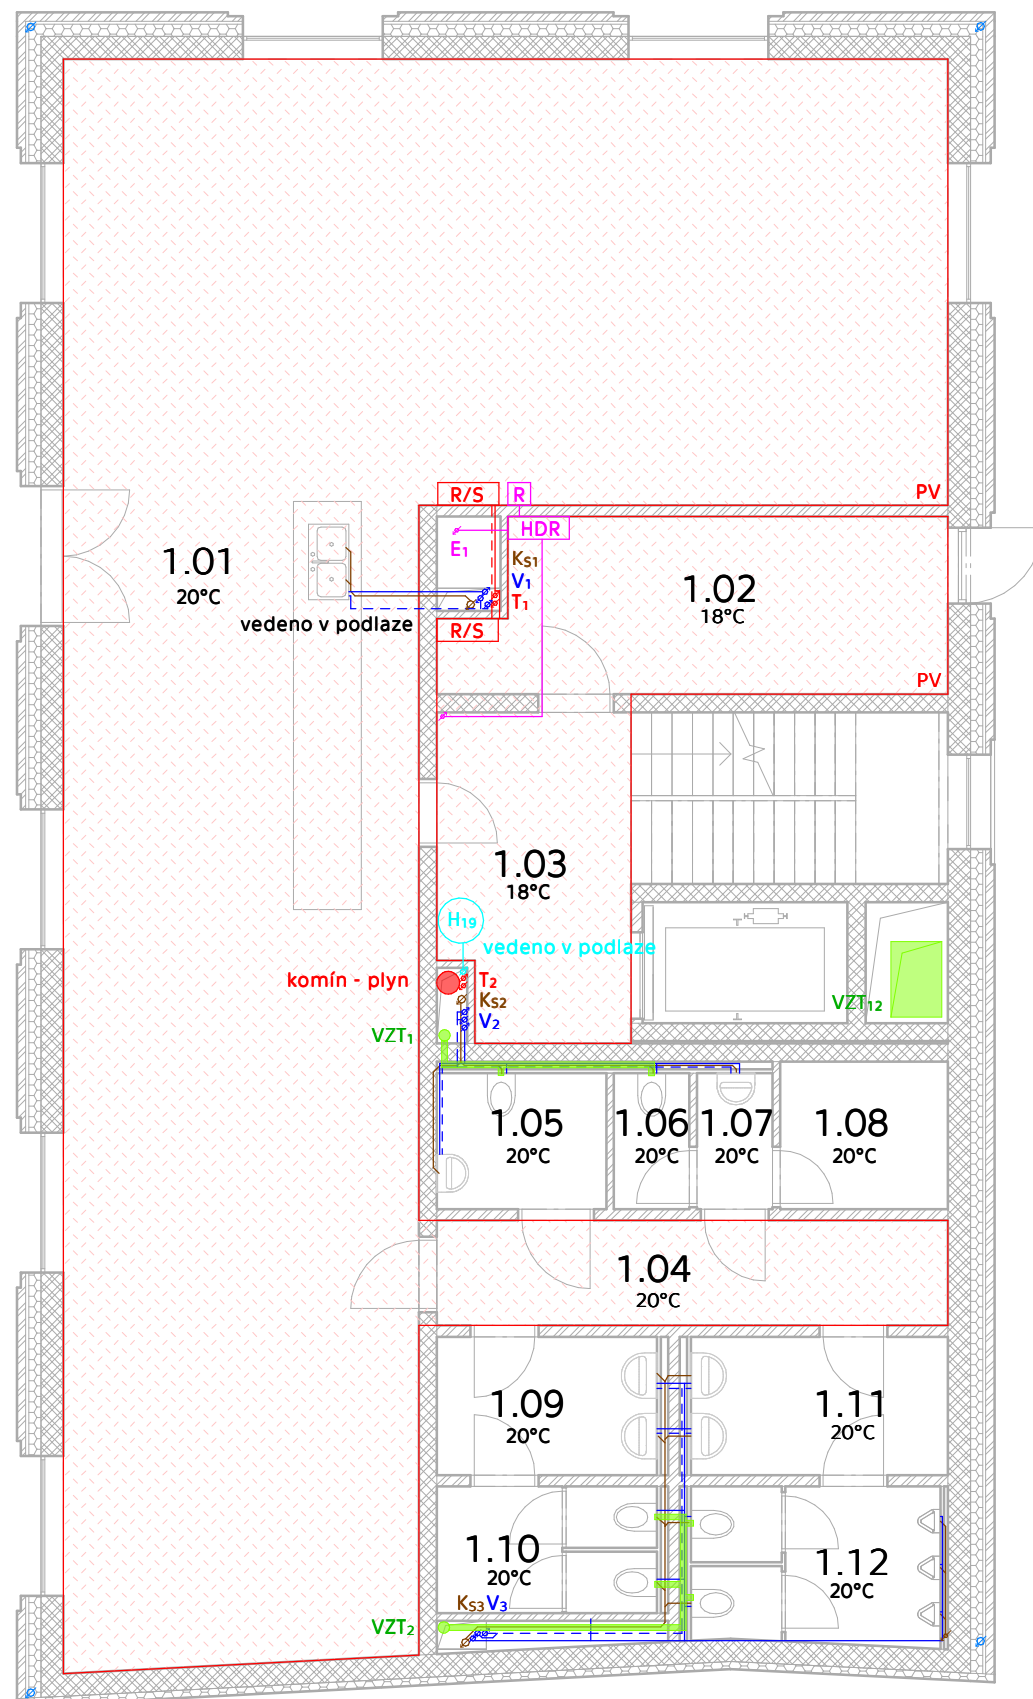 PV
R/S
R
HDR
E1
KS1
V1
T1
1.01
20°C
1.02
18°C
vedeno v podlaze
R/S
PV
1.03
18°C
H19
vedeno v podlaze
komín - plyn
T2
KS2
V2
VZT12
VZT1
1.05
20°C
1.06
20°C
1.07
20°C
1.08
20°C
1.04
20°C
1.09
20°C
1.11
20°C
1.10
20°C
1.12
20°C
KS3 V3
VZT2